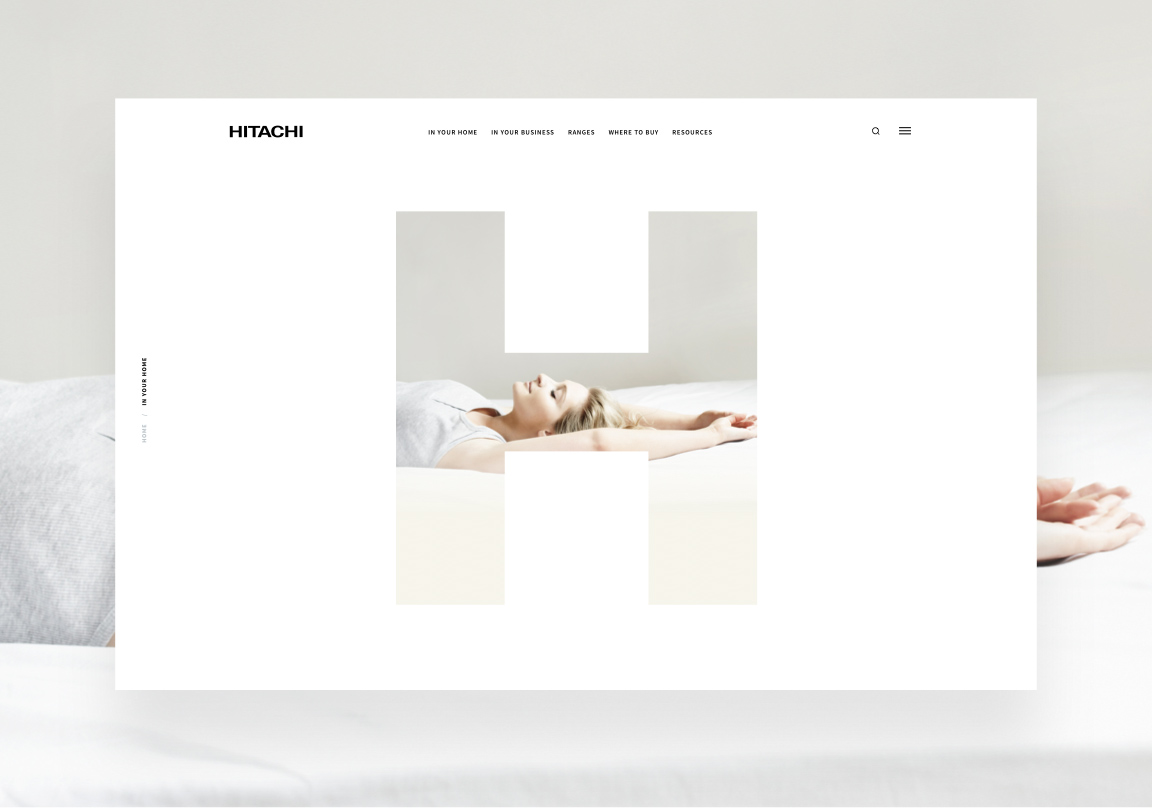 HITACHI
IN YOUR HOME
IN YOUR BUSINESS
RANGES
WHERE TO BUY
RESOURCES
HOME / IN YOUR HOME
H